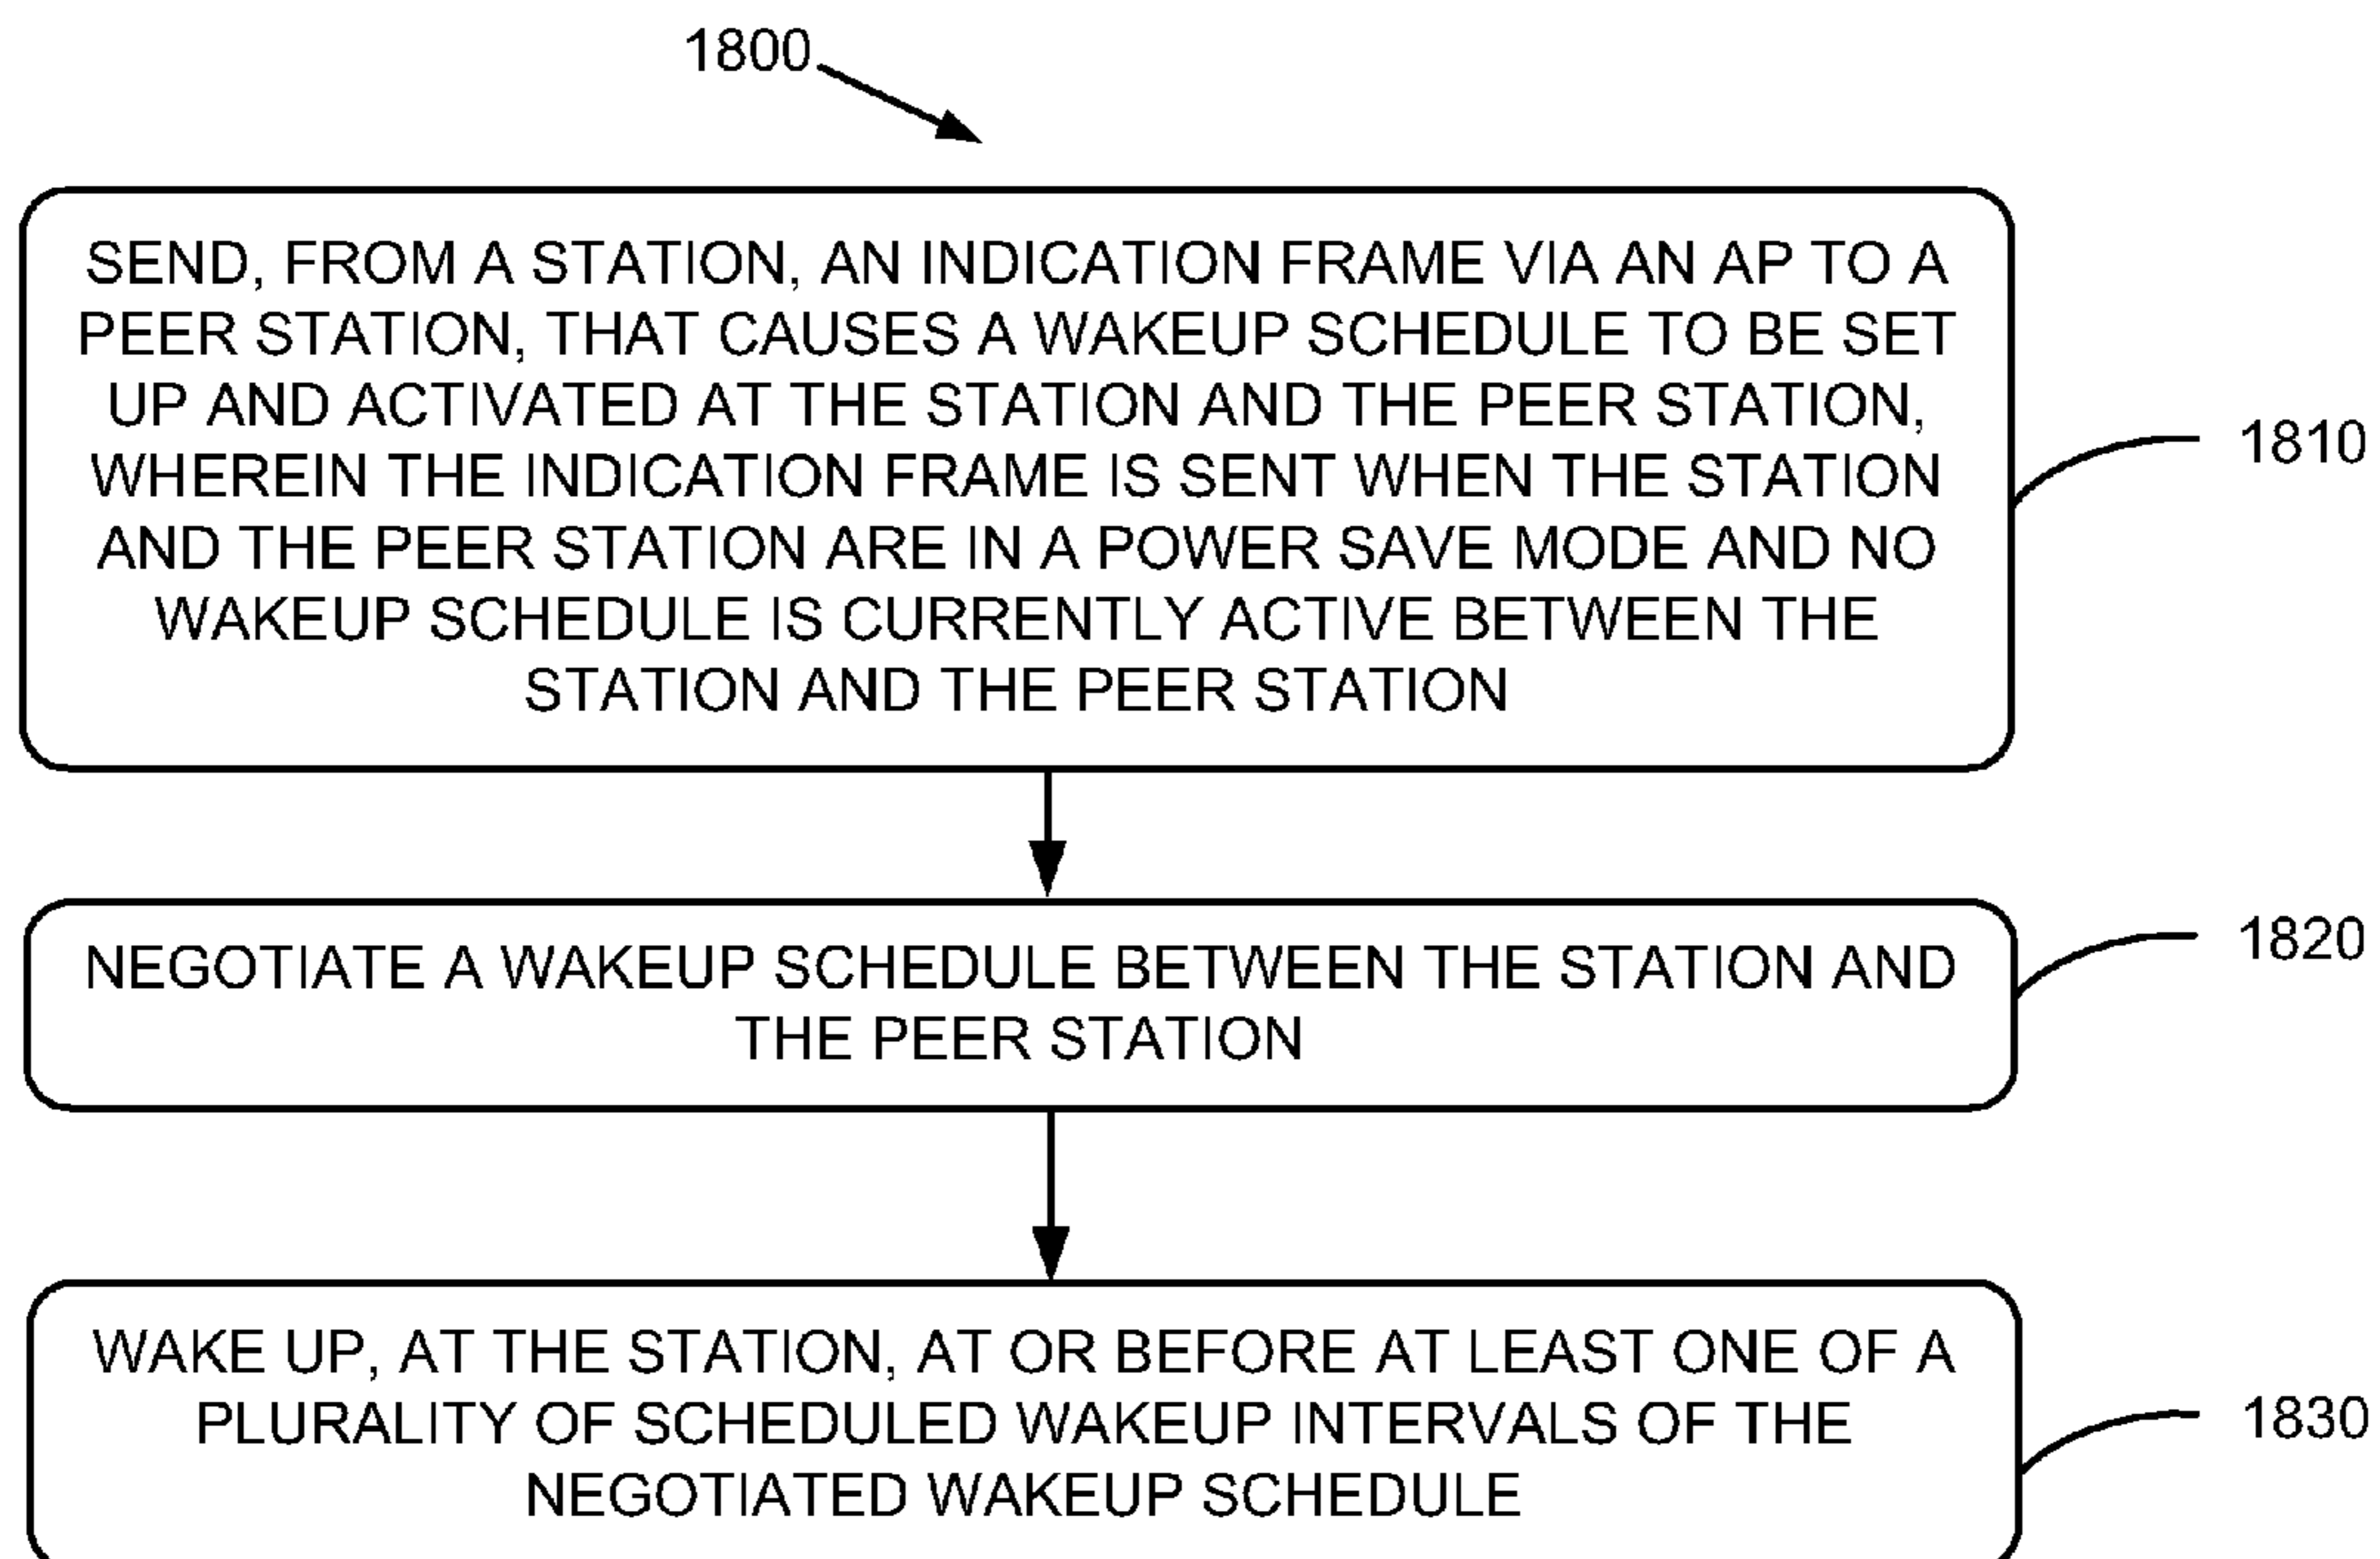 1800
SEND, FROM A STATION, AN INDICATION FRAME VIA AN AP TO A
PEER STATION, THAT CAUSES A WAKEUP SCHEDULE TO BE SET
UP AND ACTIVATED AT THE STATION AND THE PEER STATION,
WHEREIN THE INDICATION FRAME IS SENT WHEN THE STATION
AND THE PEER STATION ARE IN A POWER SAVE MODE AND NO
WAKEUP SCHEDULE IS CURRENTLY ACTIVE BETWEEN THE
STATION AND THE PEER STATION
1810
NEGOTIATE A WAKEUP SCHEDULE BETWEEN THE STATION AND
THE PEER STATION
1820
WAKE UP, AT THE STATION, AT OR BEFORE AT LEAST ONE OF A
PLURALITY OF SCHEDULED WAKEUP INTERVALS OF THE
NEGOTIATED WAKEUP SCHEDULE
1830